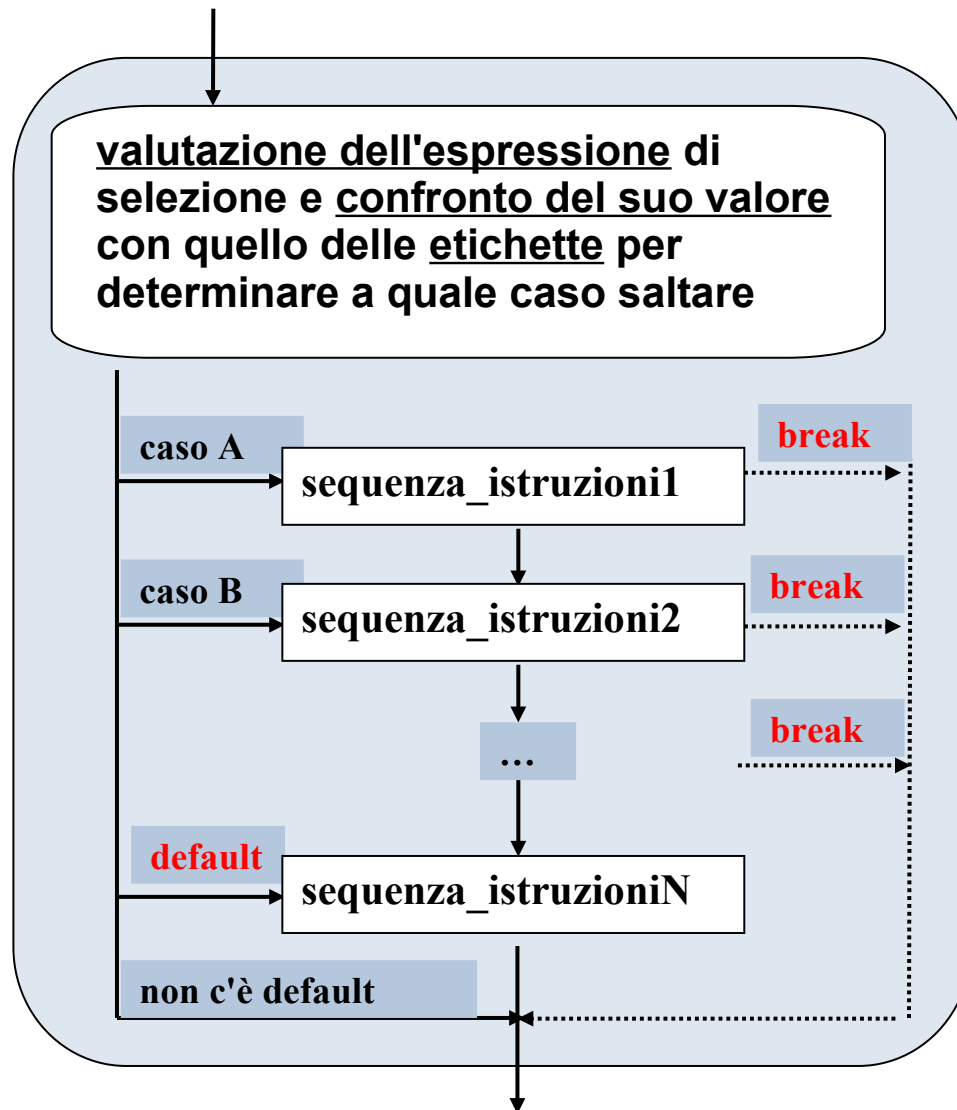 valutazione dell'espressione di
selezione e confronto del suo valore
con quello delle etichette per
determinare a quale caso saltare
caso A
sequenza_istruzioni1
break
caso B
sequenza_istruzioni2
break
…
break
default
sequenza_istruzioniN
non c'è default